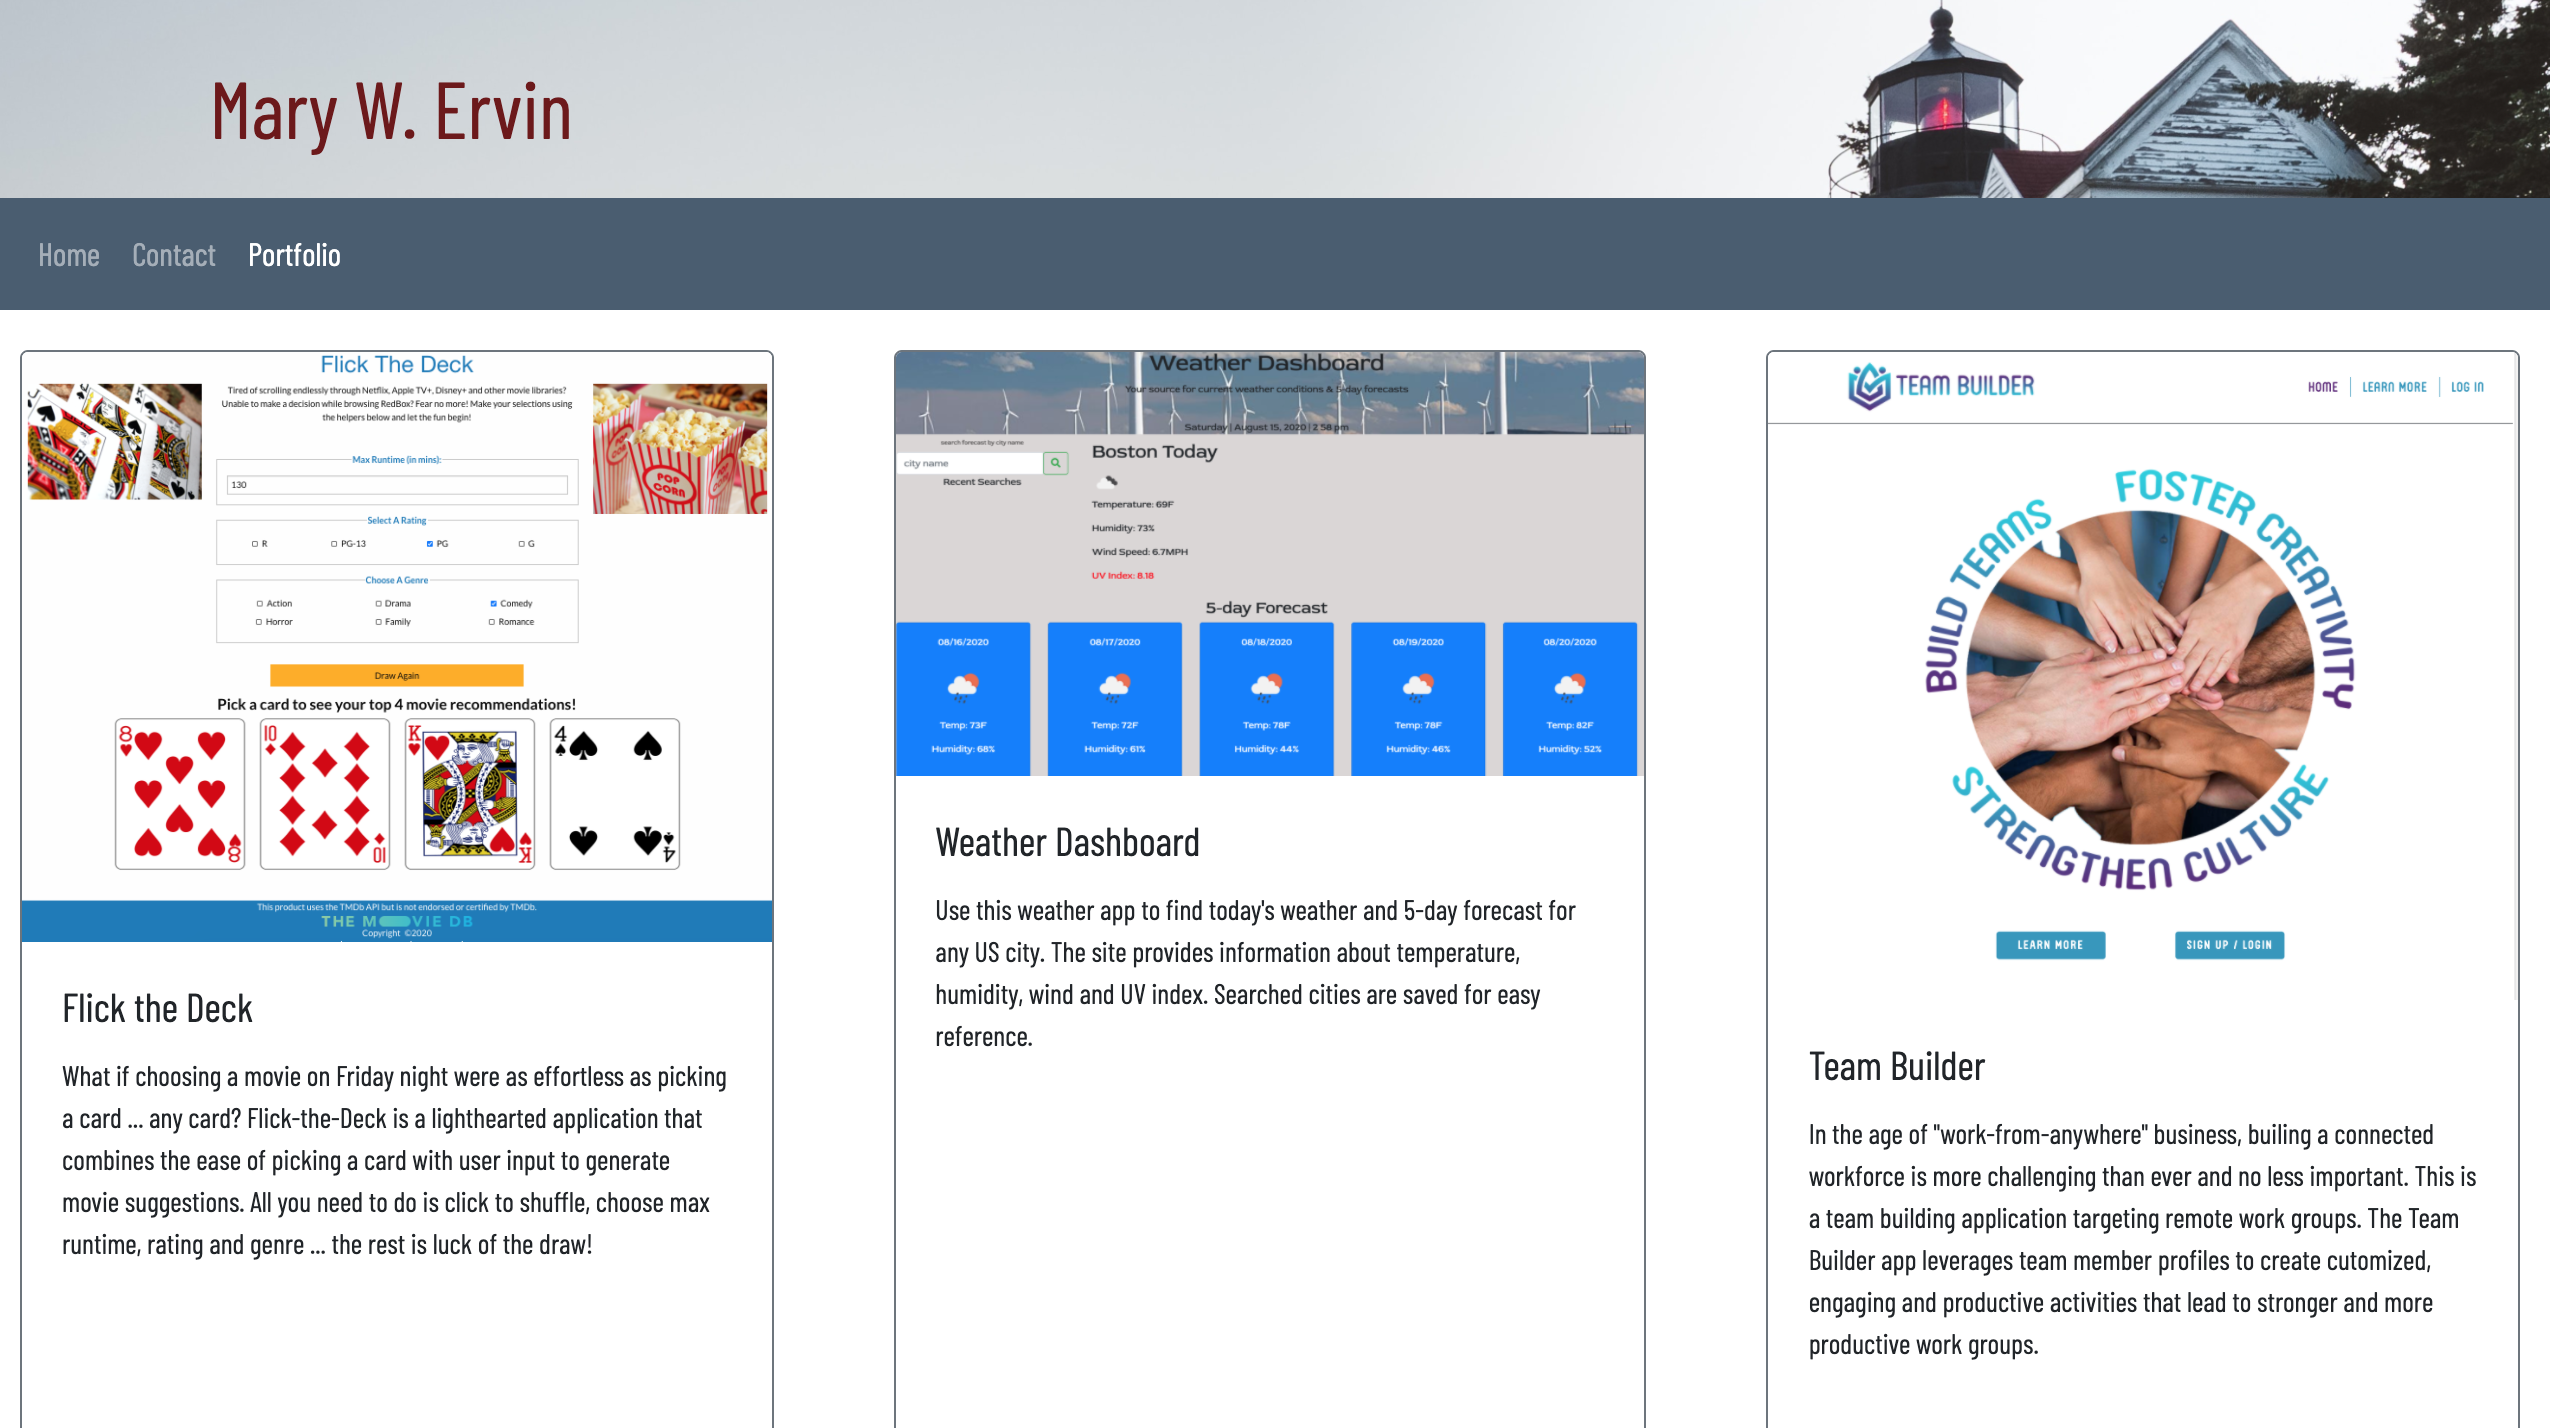 Mary W. Ervin
Home Contact Portfolio
Flick The Deck
Tired of scrolling endlessly through Netflix, Apple TV+, Disney+ and other movie libraries?
Unable to make a decision while browsing RedBox? Fear no more! Make your selections using
the helpers below and let the fun begin!
POP
CORN
Max Runtime (in mins):
130
Select A Rating
R PG-13 PG G
Choose A Genre
Action Drama Comedy
Horror Family Romance
Draw Again
Pick a card to see your top 4 movie recommendations!
8 10 K 4
8 10 K 4
This product uses the TMDb API but is not endorsed or certified by TMDb.
THE MOVIE DB
Copyright ©2020
Flick the Deck
What if choosing a movie on Friday night were as effortless as picking
a card ... any card? Flick-the-Deck is a lighthearted application that
combines the ease of picking a card with user input to generate
movie suggestions. All you need to do is click to shuffle, choose max
runtime, rating and genre ... the rest is luck of the draw!
Weather Dashboard
Your source for current weather conditions & 5-day forecasts
Saturday | August 15, 2020 | 2:58 pm
search forecast by city name
city name
Recent Searches
Boston Today
Temperature: 69F
Humidity: 73%
Wind Speed: 6.7MPH
UV Index: 8.18
5-day Forecast
08/16/2020 08/17/2020 08/18/2020 08/19/2020 08/20/2020
Temp: 73F Temp: 72F Temp: 78F Temp: 78F Temp: 82F
Humidity: 68% Humidity: 61% Humidity: 44% Humidity: 46% Humidity: 52%
Weather Dashboard
Use this weather app to find today's weather and 5-day forecast for
any US city. The site provides information about temperature,
humidity, wind and UV index. Searched cities are saved for easy
reference.
TEAM BUILDER
HOME LEARN MORE LOG IN
BUILD TEAMS
FOSTER CREATIVITY
STRENGTHEN CULTURE
LEARN MORE SIGN UP / LOGIN
Team Builder
In the age of "work-from-anywhere" business, builing a connected
workforce is more challenging than ever and no less important. This is
a team building application targeting remote work groups. The Team
Builder app leverages team member profiles to create cutomized,
engaging and productive activities that lead to stronger and more
productive work groups.